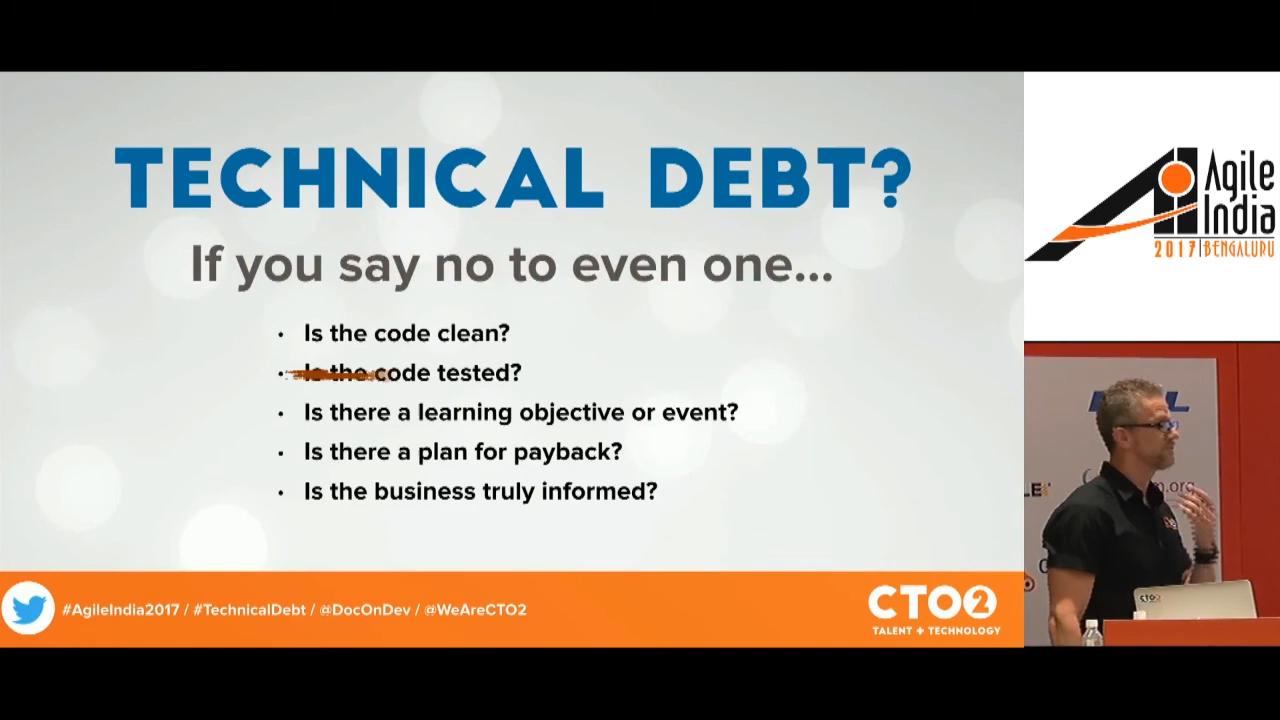 TECHNICAL DEBT?
If you say no to even one...
• Is the code clean?
• Is the code tested?
• Is there a learning objective or event?
• Is there a plan for payback?
• Is the business truly informed?
#AgileIndia2017 / #TechnicalDebt / @DocOnDev / @WeAreCTO2
CTO2
TALENT + TECHNOLOGY
Agile
India
2017 | BENGALURU
CTO2